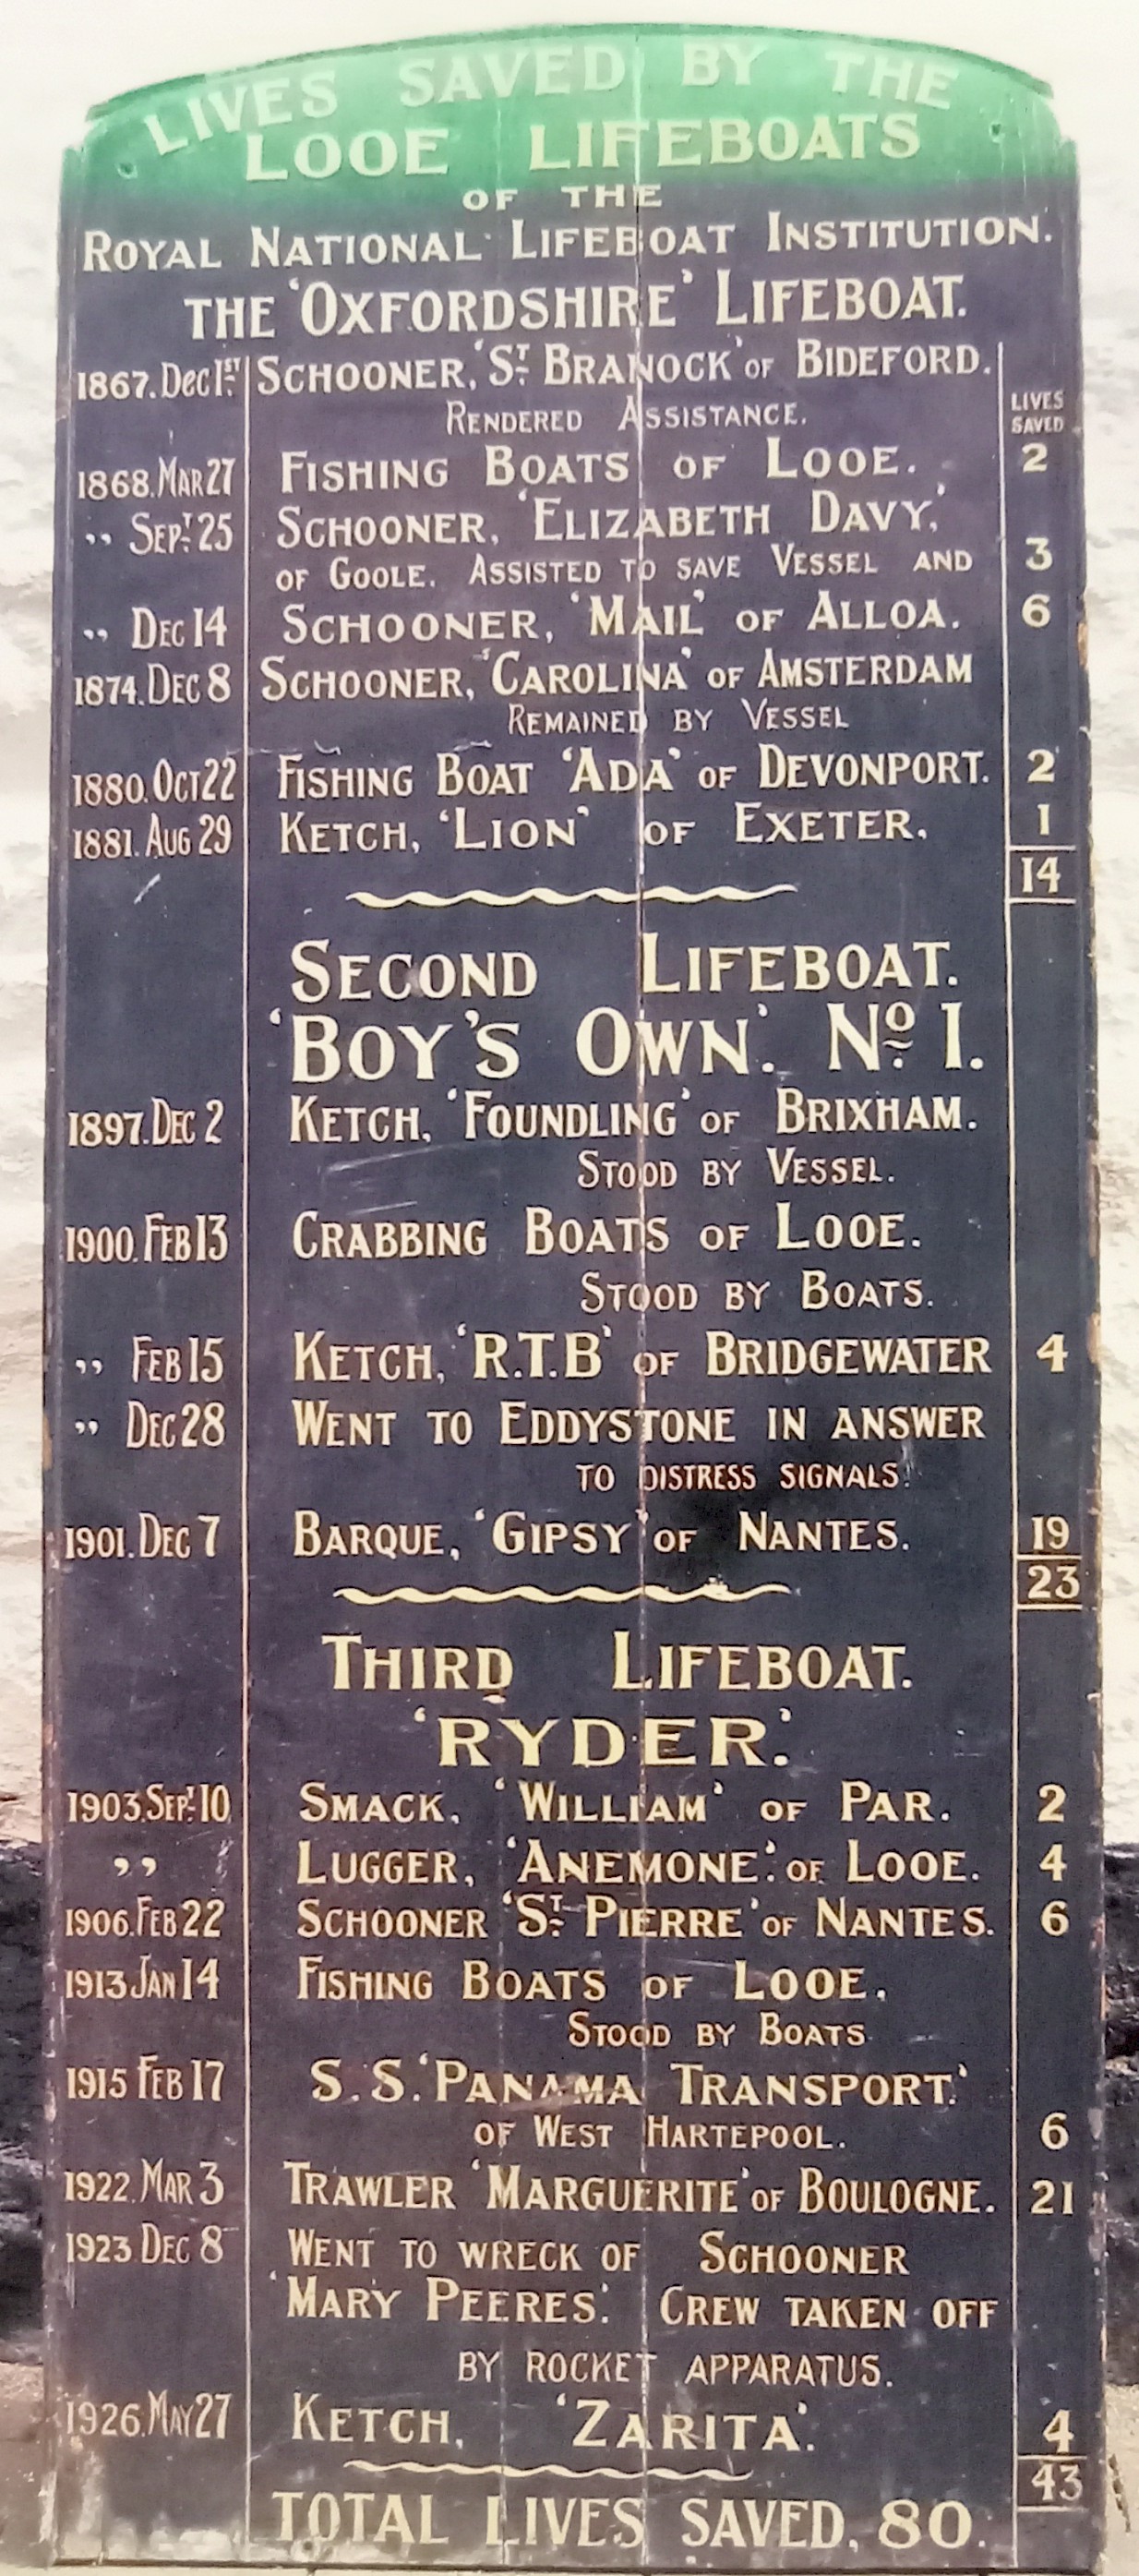 LIVES SAVED BY THE
LOOE LIFEBOATS
OF THE
ROYAL NATIONAL LIFEBOAT INSTITUTION.
THE 'OXFORDSHIRE' LIFEBOAT.
1867. Dec 1ST SCHOONER, 'ST BRANOCK' OF BIDEFORD.
RENDERED ASSISTANCE. LIVES SAVED
1868. MAR 27 FISHING BOATS OF LOOE. 2
,, SEPT 25 SCHOONER, 'ELIZABETH DAVY,'
OF GOOLE. ASSISTED TO SAVE VESSEL AND 3
,, DEC 14 SCHOONER, 'MAIL' OF ALLOA. 6
1874. DEC 8 SCHOONER, 'CAROLINA' OF AMSTERDAM
REMAINED BY VESSEL
1880. OCT 22 FISHING BOAT 'ADA' OF DEVONPORT. 2
1881. AUG 29 KETCH, 'LION' OF EXETER. 1
14
SECOND LIFEBOAT.
'BOY'S OWN'. NO. 1.
1897. DEC 2 KETCH, 'FOUNDLING' OF BRIXHAM.
STOOD BY VESSEL.
1900. FEB 13 CRABBING BOATS OF LOOE.
STOOD BY BOATS.
,, FEB 15 KETCH, 'R.T.B' OF BRIDGEWATER 4
,, DEC 28 WENT TO EDDYSTONE IN ANSWER
TO DISTRESS SIGNALS.
1901. DEC 7 BARQUE, 'GIPSY' OF NANTES. 19
23
THIRD LIFEBOAT.
'RYDER.'
1903. SEPT 10 SMACK, 'WILLIAM' OF PAR. 2
,, LUGGER, 'ANEMONE.' OF LOOE. 4
1906. FEB 22 SCHOONER 'ST PIERRE' OF NANTES. 6
1913 JAN 14 FISHING BOATS OF LOOE.
STOOD BY BOATS
1915 FEB 17 S.S. 'PANAMA TRANSPORT.'
OF WEST HARTEPOOL. 6
1922. MAR 3 TRAWLER 'MARGUERITE' OF BOULOGNE. 21
1923 DEC 8 WENT TO WRECK OF SCHOONER
'MARY PEERES.' CREW TAKEN OFF
BY ROCKET APPARATUS.
1926. MAY 27 KETCH, 'ZARITA'. 4
43
TOTAL LIVES SAVED, 80.